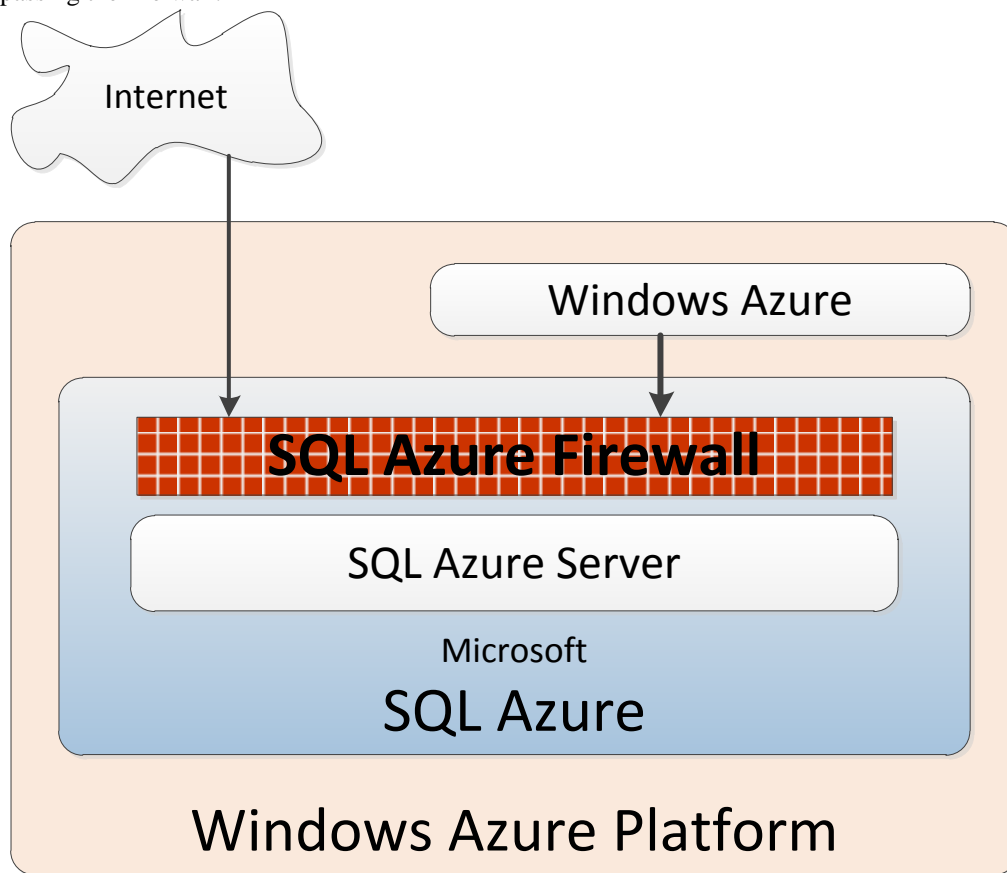 Internet
Windows Azure
SQL Azure Firewall
SQL Azure Server
Microsoft
SQL Azure
Windows Azure Platform